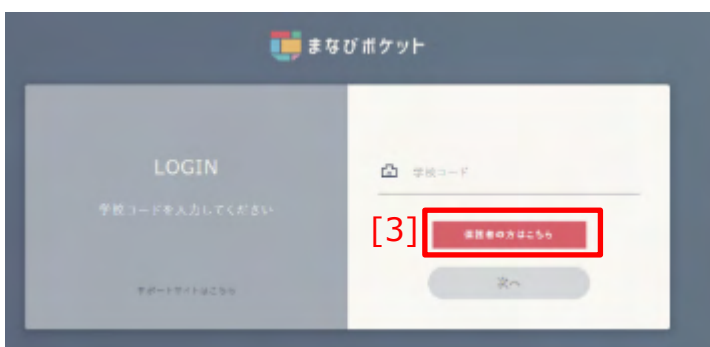 まなびポケット
LOGIN
学校コードを入力してください
サポートサイトはこちら
学校コード
[3]
保護者の方はこちら
次へ